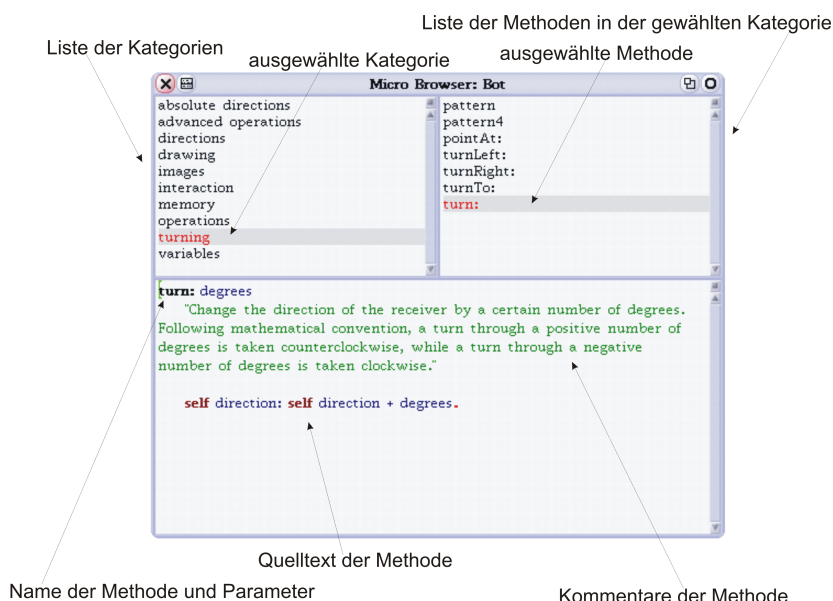 Liste der Methoden in der gewählten Kategorie
Liste der Kategorien
ausgewählte Kategorie
ausgewählte Methode
Micro Browser: Bot
absolute directions
advanced operations
directions
drawing
images
interaction
memory
operations
turning
variables
pattern
pattern4
pointAt:
turnLeft:
turnRight:
turnTo:
turn:
turn: degrees
"Change the direction of the receiver by a certain number of degrees.
Following mathematical convention, a turn through a positive number of
degrees is taken counterclockwise, while a turn through a negative
number of degrees is taken clockwise."
self direction: self direction + degrees.
Quelltext der Methode
Name der Methode und Parameter
Kommentare der Methode